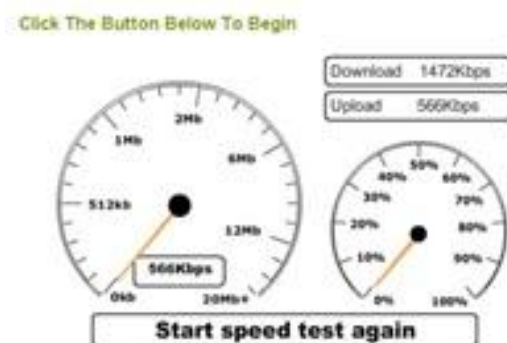 Click The Button Below To Begin
Download 1472Kbps
Upload 566Kbps
2Mb
1Mb
6Mb
512kb
12Mb
566Kbps
0kb
20Mb+
50%
40%
60%
30%
70%
20%
80%
10%
90%
0%
100%
Start speed test again